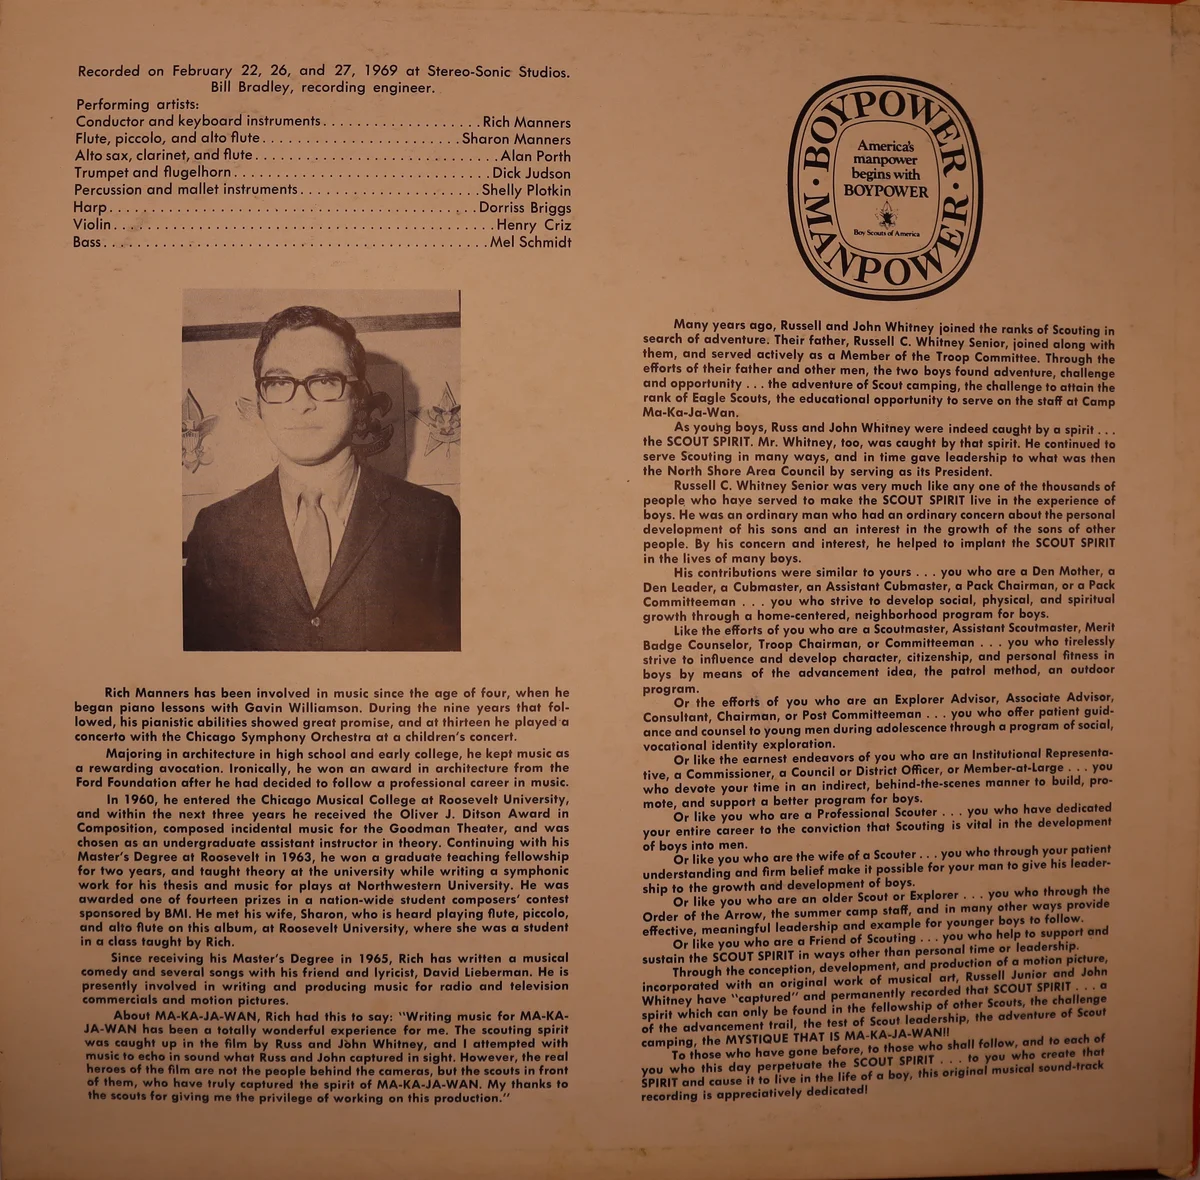 Recorded on February 22, 26, and 27, 1969 at Stereo-Sonic Studios.
Bill Bradley, recording engineer.
Performing artists:
Conductor and keyboard instruments...................Rich Manners
Flute, piccolo, and alto flute........................Sharon Manners
Alto sax, clarinet, and flute.............................Alan Porth
Trumpet and flugelhorn...............................Dick Judson
Percussion and mallet instruments.....................Shelly Plotkin
Harp............................................Dorriss Briggs
Violin.............................................Henry Criz
Bass..............................................Mel Schmidt
Rich Manners has been involved in music since the age of four, when he
began piano lessons with Gavin Williamson. During the nine years that fol-
lowed, his pianistic abilities showed great promise, and at thirteen he played a
concerto with the Chicago Symphony Orchestra at a children's concert.
Majoring in architecture in high school and early college, he kept music as
a rewarding avocation. Ironically, he won an award in architecture from the
Ford Foundation after he had decided to follow a professional career in music.
In 1960, he entered the Chicago Musical College at Roosevelt University,
and within the next three years he received the Oliver J. Ditson Award in
Composition, composed incidental music for the Goodman Theater, and was
chosen as an undergraduate assistant instructor in theory. Continuing with his
Master's Degree at Roosevelt in 1963, he won a graduate teaching fellowship
for two years, and taught theory at the university while writing a symphonic
work for his thesis and music for plays at Northwestern University. He was
awarded one of fourteen prizes in a nation-wide student composers' contest
sponsored by BMI. He met his wife, Sharon, who is heard playing flute, piccolo,
and alto flute on this album, at Roosevelt University, where she was a student
in a class taught by Rich.
Since receiving his Master's Degree in 1965, Rich has written a musical
comedy and several songs with his friend and lyricist, David Lieberman. He is
presently involved in writing and producing music for radio and television
commercials and motion pictures.
About MA-KA-JA-WAN, Rich had this to say: "Writing music for MA-KA-
JA-WAN has been a totally wonderful experience for me. The scouting spirit
was caught up in the film by Russ and John Whitney, and I attempted with
music to echo in sound what Russ and John captured in sight. However, the real
heroes of the film are not the people behind the cameras, but the scouts in front
of them, who have truly captured the spirit of MA-KA-JA-WAN. My thanks to
the scouts for giving me the privilege of working on this production."
BOYPOWER · MANPOWER ·
America's
manpower
begins with
BOYPOWER
Boy Scouts of America
Many years ago, Russell and John Whitney joined the ranks of Scouting in
search of adventure. Their father, Russell C. Whitney Senior, joined along with
them, and served actively as a Member of the Troop Committee. Through the
efforts of their father and other men, the two boys found adventure, challenge
and opportunity . . . the adventure of Scout camping, the challenge to attain the
rank of Eagle Scouts, the educational opportunity to serve on the staff at Camp
Ma-Ka-Ja-Wan.
As young boys, Russ and John Whitney were indeed caught by a spirit . . .
the SCOUT SPIRIT. Mr. Whitney, too, was caught by that spirit. He continued to
serve Scouting in many ways, and in time gave leadership to what was then
the North Shore Area Council by serving as its President.
Russell C. Whitney Senior was very much like any one of the thousands of
people who have served to make the SCOUT SPIRIT live in the experience of
boys. He was an ordinary man who had an ordinary concern about the personal
development of his sons and an interest in the growth of the sons of other
people. By his concern and interest, he helped to implant the SCOUT SPIRIT
in the lives of many boys.
His contributions were similar to yours . . . you who are a Den Mother, a
Den Leader, a Cubmaster, an Assistant Cubmaster, a Pack Chairman, or a Pack
Committeeman . . . you who strive to develop social, physical, and spiritual
growth through a home-centered, neighborhood program for boys.
Like the efforts of you who are a Scoutmaster, Assistant Scoutmaster, Merit
Badge Counselor, Troop Chairman, or Committeeman . . . you who tirelessly
strive to influence and develop character, citizenship, and personal fitness in
boys by means of the advancement idea, the patrol method, an outdoor
program.
Or the efforts of you who are an Explorer Advisor, Associate Advisor,
Consultant, Chairman, or Post Committeeman . . . you who offer patient guid-
ance and counsel to young men during adolescence through a program of social,
vocational identity exploration.
Or like the earnest endeavors of you who are an Institutional Representa-
tive, a Commissioner, a Council or District Officer, or Member-at-Large . . . you
who devote your time in an indirect, behind-the-scenes manner to build, pro-
mote, and support a better program for boys.
Or like you who are a Professional Scouter . . . you who have dedicated
your entire career to the conviction that Scouting is vital in the development
of boys into men.
Or like you who are the wife of a Scouter . . . you who through your patient
understanding and firm belief make it possible for your man to give his leader-
ship to the growth and development of boys.
Or like you who are an older Scout or Explorer . . . you who through the
Order of the Arrow, the summer camp staff, and in many other ways provide
effective, meaningful leadership and example for younger boys to follow.
Or like you who are a Friend of Scouting . . . you who help to support and
sustain the SCOUT SPIRIT in ways other than personal time or leadership.
Through the conception, development, and production of a motion picture,
incorporated with an original work of musical art, Russell Junior and John
Whitney have "captured" and permanently recorded that SCOUT SPIRIT . . . a
spirit which can only be found in the fellowship of other Scouts, the challenge
of the advancement trail, the test of Scout leadership, the adventure of Scout
camping, the MYSTIQUE THAT IS MA-KA-JA-WAN!!
To those who have gone before, to those who shall follow, and to each of
you who this day perpetuate the SCOUT SPIRIT . . . to you who create that
SPIRIT and cause it to live in the life of a boy, this original musical sound-track
recording is appreciatively dedicated!